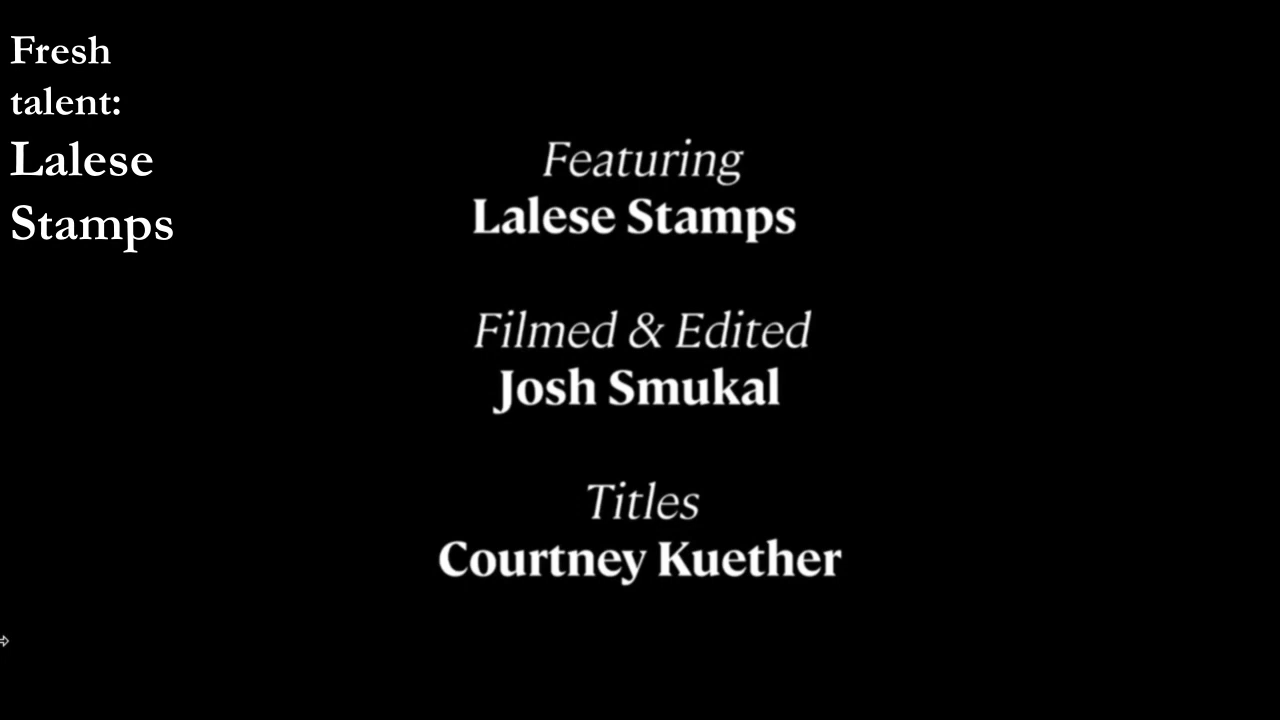 Fresh
talent:
Lalese
Stamps
Featuring
Lalese Stamps
Filmed & Edited
Josh Smukal
Titles
Courtney Kuether